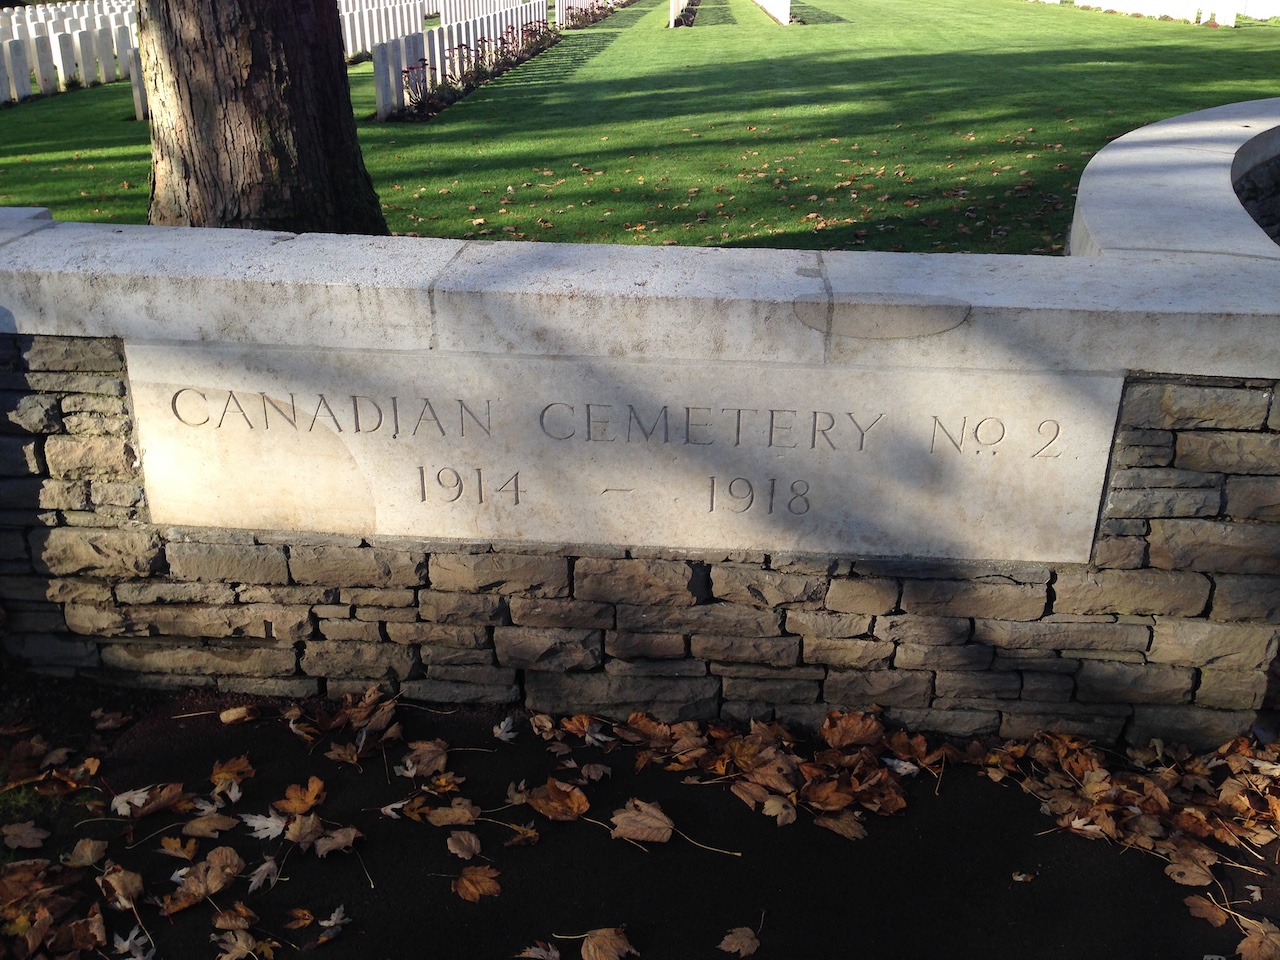 CANADIAN CEMETERY No. 2.
1914 – 1918